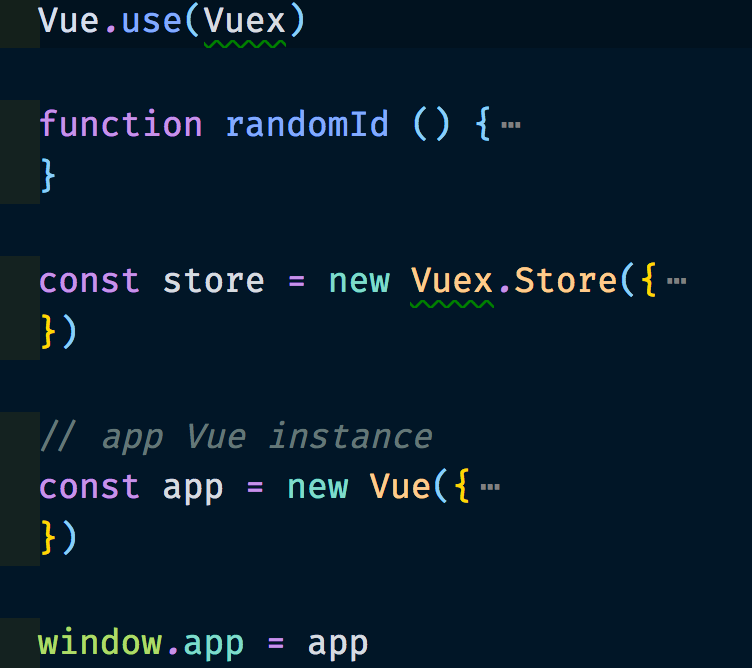 Vue.use(Vuex)
function randomId () {⋯
}
const store = new Vuex.Store({⋯
})
// app Vue instance
const app = new Vue({⋯
})
window.app = app